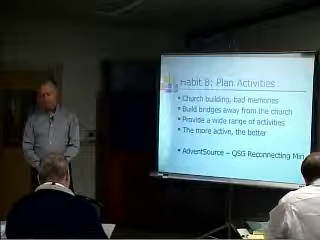 Habit 8: Plan Activities
• Church building, bad memories
• Build bridges away from the church
• Provide a wide range of activities
• The more active, the better
• AdventSource – QSG Reconnecting Min